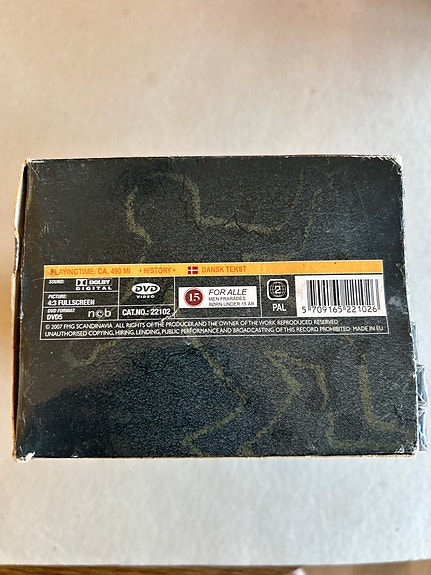 PLAYINGTIME: CA. 490 MI • HISTORY • DANSK TEKST
SOUND:
DOLBY
DIGITAL
PICTURE:
4:3 FULLSCREEN
DVD-FORMAT:
DVD5
ncb
DVD
VIDEO
CAT.NO.: 22102
15
FOR ALLE
MEN FRARÅDES
BØRN UNDER 15 ÅR
2
PAL
5 709165 221026
© 2007 FHG SCANDINAVIA . ALL RIGHTS OF THE PRODUCER AND THE OWNER OF THE WORK REPRODUCED RESERVED
UNAUTHORISED COPYING, HIRING, LENDING, PUBLIC PERFORMANCE AND BROADCASTING OF THIS RECORD PROHIBITED· MADE IN EU